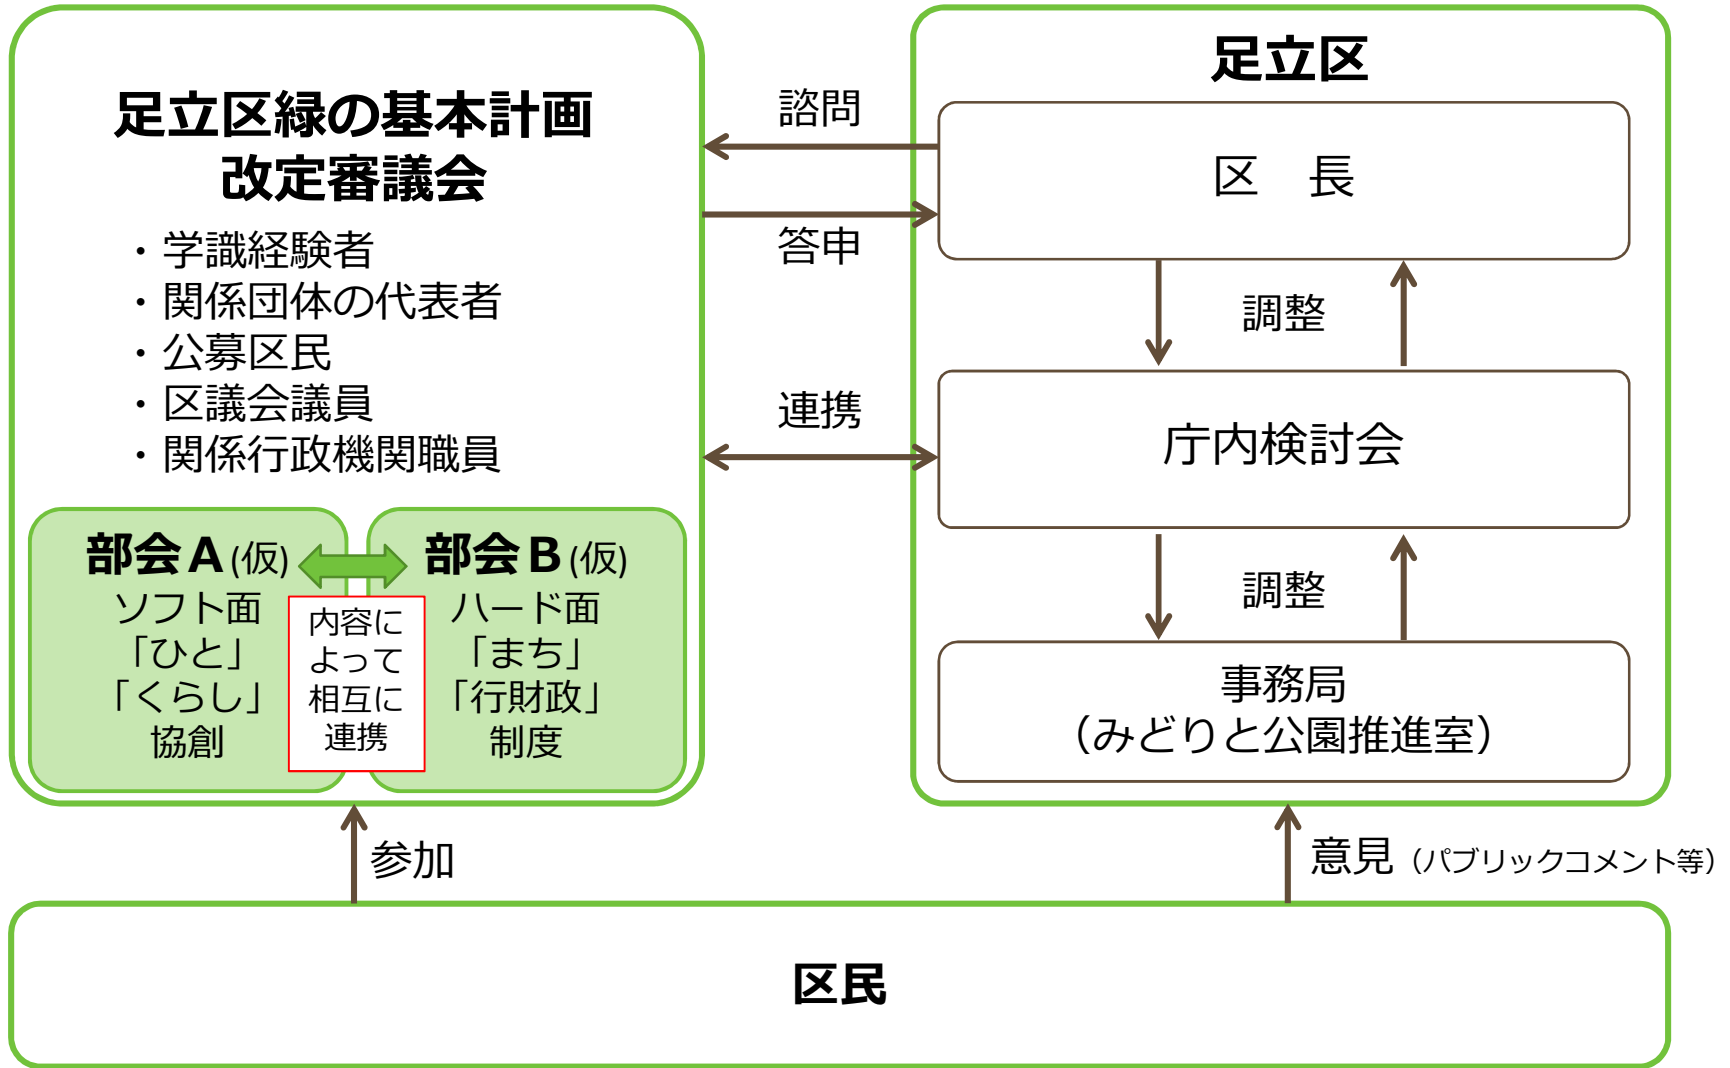 足立区緑の基本計画
改定審議会
・学識経験者
・関係団体の代表者
・公募区民
・区議会議員
・関係行政機関職員
部会A(仮)
ソフト面
「ひと」
「くらし」
協創
内容に
よって
相互に
連携
部会B(仮)
ハード面
「まち」
「行財政」
制度
諮問
答申
連携
足立区
区　長
調整
庁内検討会
調整
事務局
（みどりと公園推進室）
参加
意見（パブリックコメント等）
区民